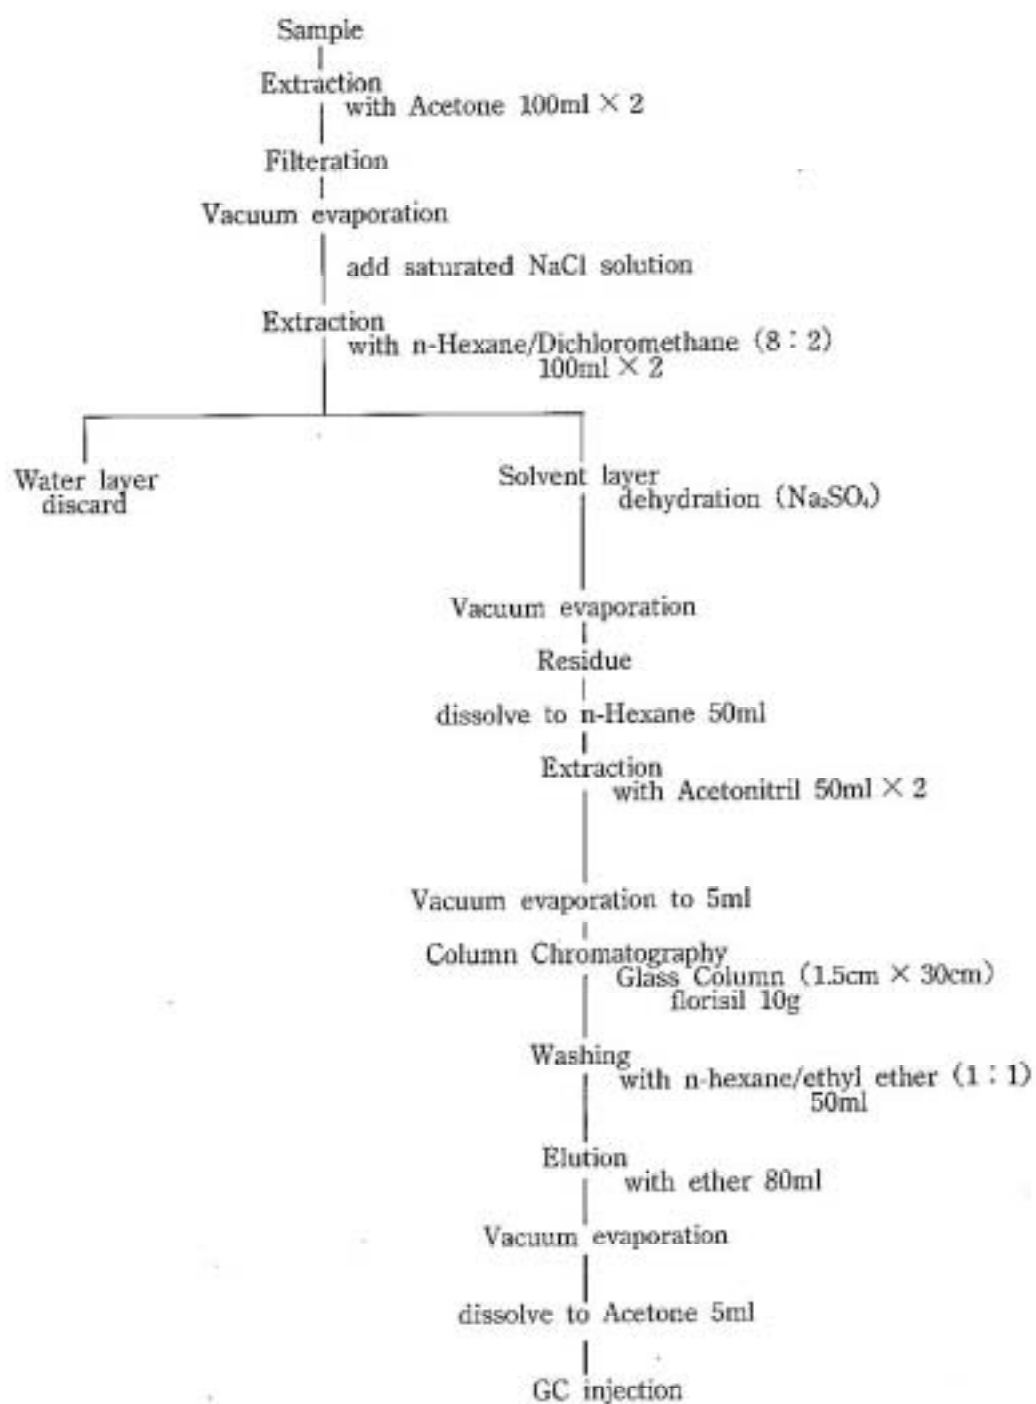 Sample
Extraction
with Acetone 100ml × 2
Filteration
Vacuum evaporation
add saturated NaCl solution
Extraction
with n-Hexane/Dichloromethane (8 : 2)
100ml × 2
Water layer
discard
Solvent layer
dehydration (Na₂SO₄)
Vacuum evaporation
Residue
dissolve to n-Hexane 50ml
Extraction
with Acetonitril 50ml × 2
Vacuum evaporation to 5ml
Column Chromatography
Glass Column (1.5cm × 30cm)
florisil 10g
Washing
with n-hexane/ethyl ether (1 : 1)
50ml
Elution
with ether 80ml
Vacuum evaporation
dissolve to Acetone 5ml
GC injection